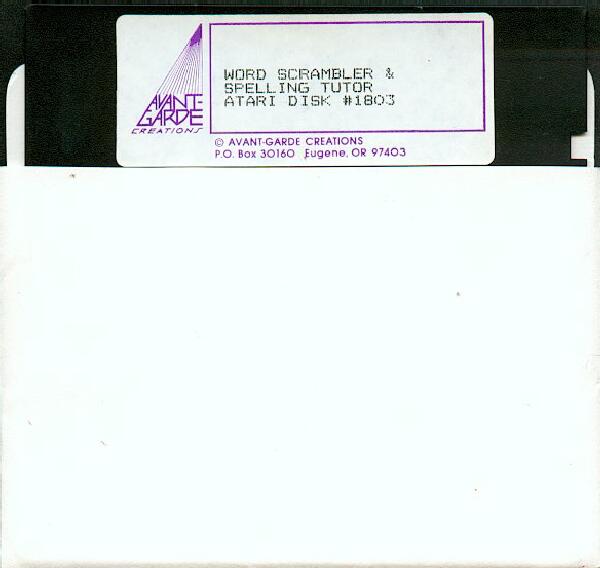 AVANT-
GARDE
CREATIONS
WORD SCRAMBLER &
SPELLING TUTOR
ATARI DISK #1803
© AVANT-GARDE CREATIONS
P.O. Box 30160 Eugene, OR 97403